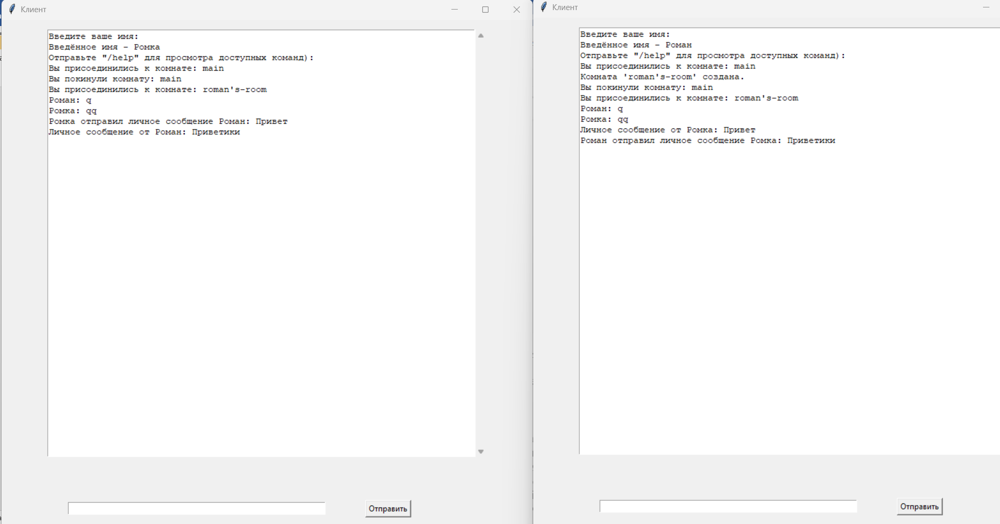 Клиент
Введите ваше имя:
Введённое имя - Ромка
Отправьте "/help" для просмотра доступных команд):
Вы присоединились к комнате: main
Вы покинули комнату: main
Вы присоединились к комнате: roman's-room
Роман: q
Ромка: qq
Ромка отправил личное сообщение Роман: Привет
Личное сообщение от Роман: Приветики
Отправить
Клиент
Введите ваше имя:
Введённое имя - Роман
Отправьте "/help" для просмотра доступных команд):
Вы присоединились к комнате: main
Комната 'roman's-room' создана.
Вы покинули комнату: main
Вы присоединились к комнате: roman's-room
Роман: q
Ромка: qq
Личное сообщение от Ромка: Привет
Роман отправил личное сообщение Ромка: Приветики
Отправить